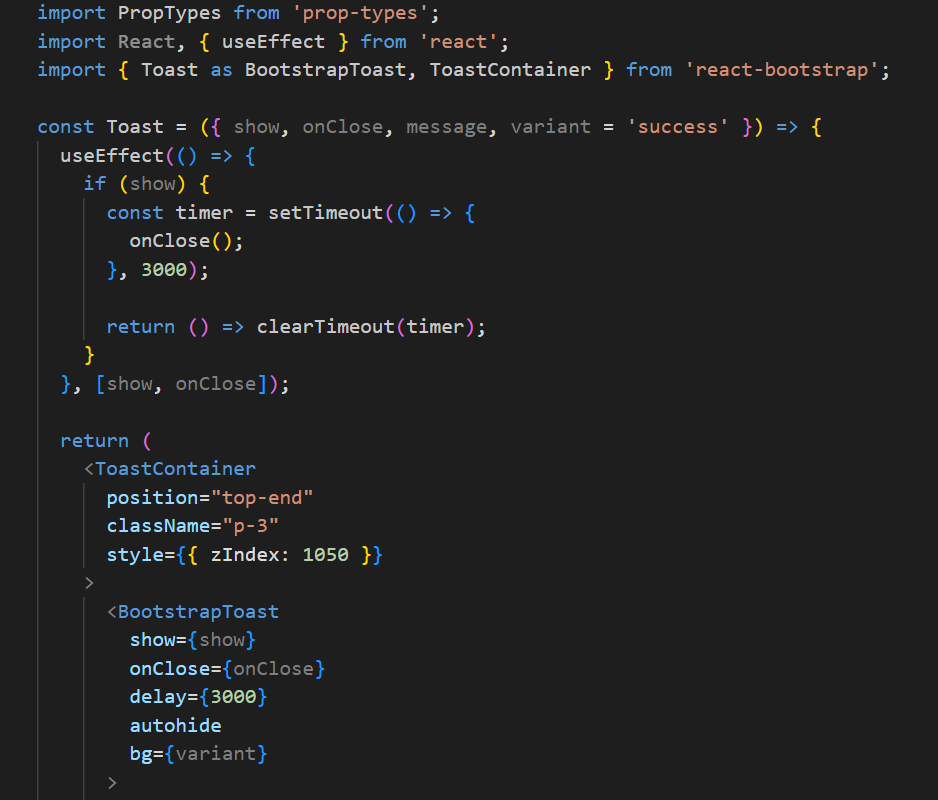 import PropTypes from 'prop-types';
import React, { useEffect } from 'react';
import { Toast as BootstrapToast, ToastContainer } from 'react-bootstrap';

const Toast = ({ show, onClose, message, variant = 'success' }) => {
  useEffect(() => {
    if (show) {
      const timer = setTimeout(() => {
        onClose();
      }, 3000);

      return () => clearTimeout(timer);
    }
  }, [show, onClose]);

  return (
    <ToastContainer
      position="top-end"
      className="p-3"
      style={{ zIndex: 1050 }}
    >
      <BootstrapToast
        show={show}
        onClose={onClose}
        delay={3000}
        autohide
        bg={variant}
      >